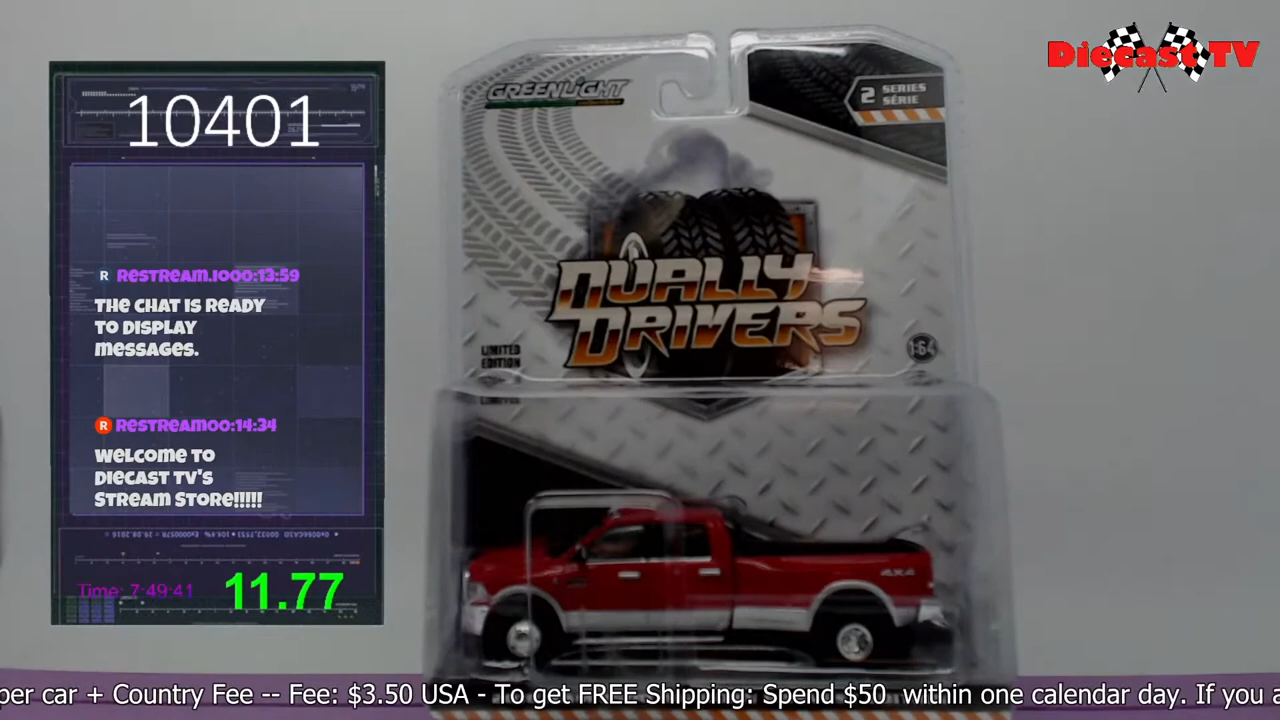 10401
RESTREAM.IO00:13:59
THE CHAT IS READY
TO DISPLAY
MESSAGES.
RESTREAM00:14:34
WELCOME TO
DIECAST TV'S
STREAM STORE!!!!!
Time: 7:49:41
11.77
GREENLIGHT
2 SERIES
SÉRIE
DUALLY
DRIVERS
LIMITED
EDITION
1:64
4X4
Diecast TV
per car + Country Fee -- Fee: $3.50 USA - To get FREE Shipping: Spend $50 within one calendar day. If you a